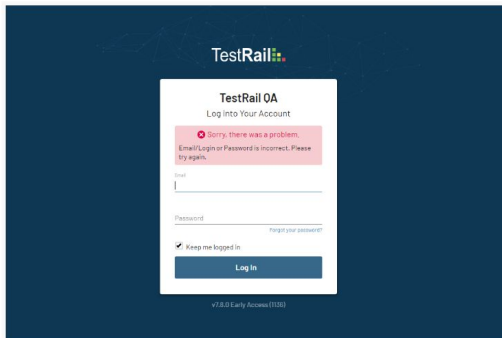 TestRail
TestRail QA
Log into Your Account
Sorry, there was a problem.
Email/Login or Password is incorrect. Please
try again.
Email
Password
Forgot your password?
Keep me logged in
Log In
v7.8.0 Early Access (1136)